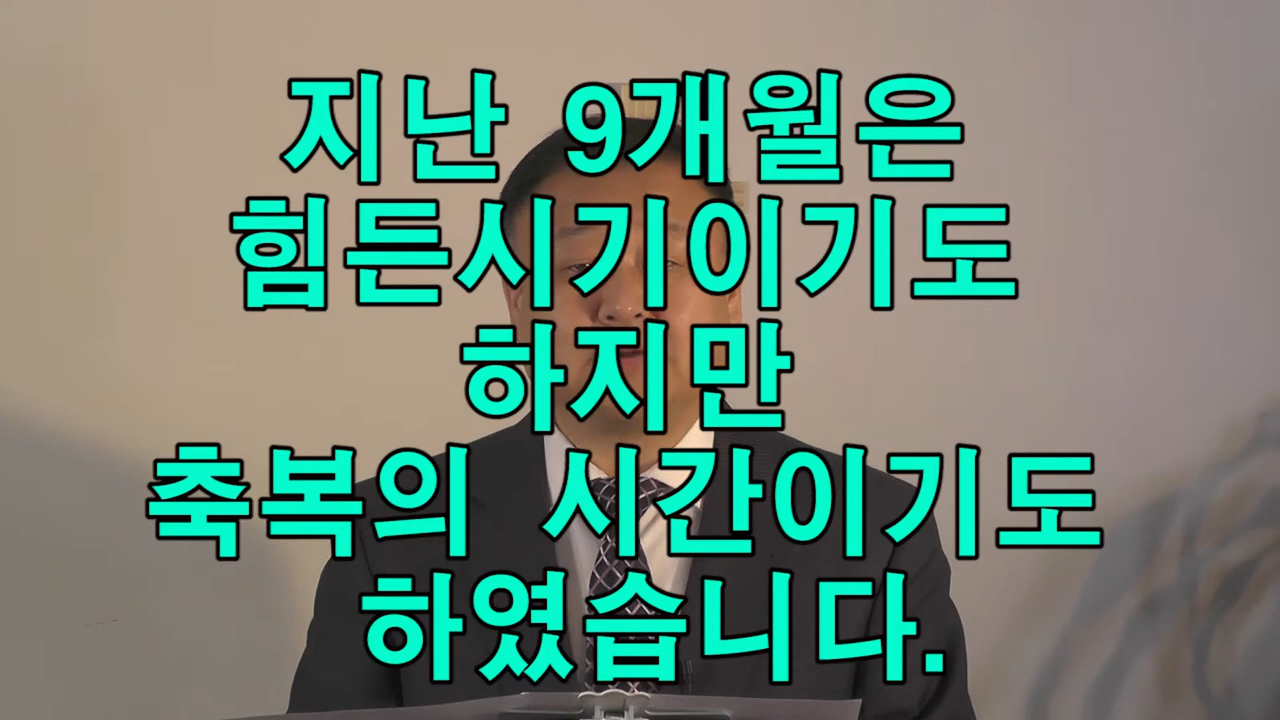 지난 9개월은
힘든시기이기도
하지만
축복의 시간이기도
하였습니다.